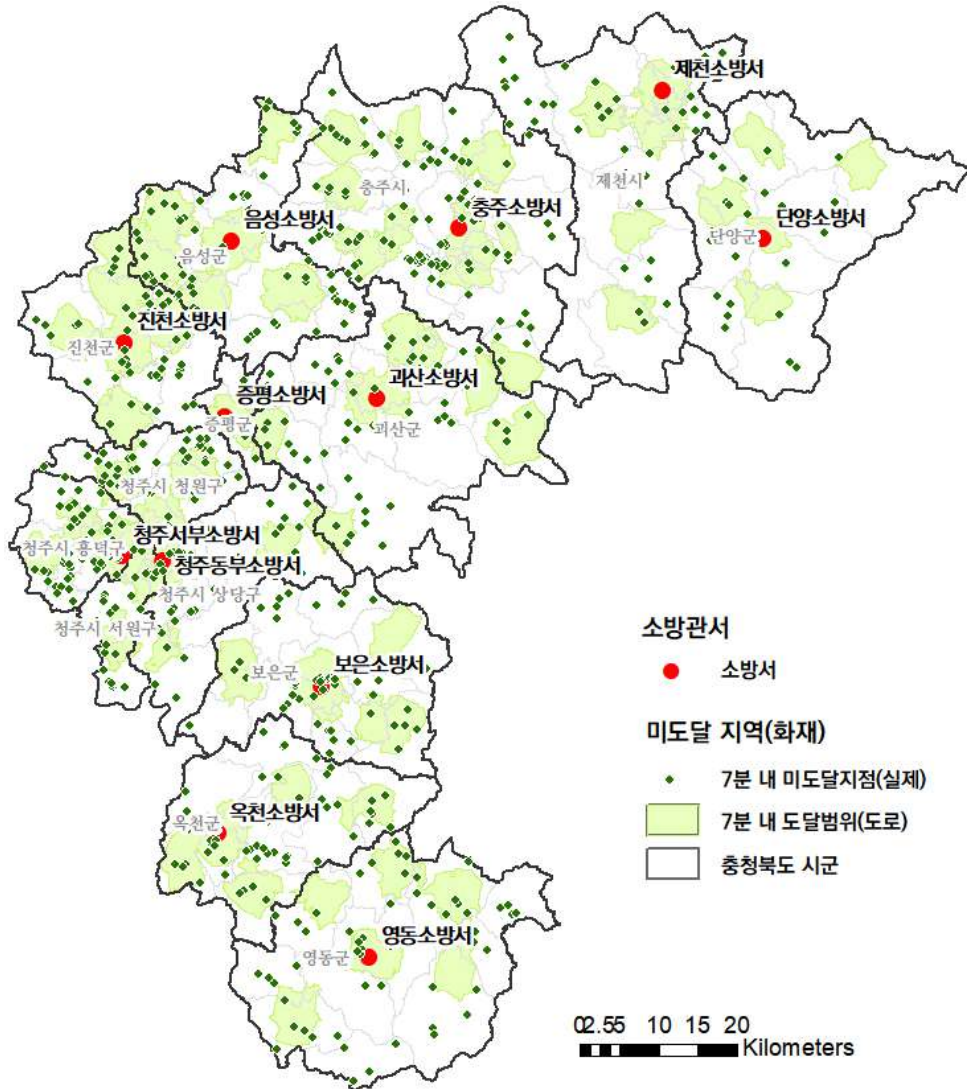 제천소방서
충주시
제천시
음성소방서
충주소방서
단양소방서
음성군
단양군
진천소방서
진천군
괴산소방서
증평소방서
증평군
괴산군
청주시 청원구
청주서부소방서
청주시 흥덕구
청주동부소방서
청주시 상당구
청주시 서원구
보은소방서
보은군
옥천소방서
옥천군
영동소방서
영동군
소방관서
소방서
미도달 지역(화재)
7분 내 미도달지점(실제)
7분 내 도달범위(도로)
충청북도 시군
02.55 10 15 20
Kilometers